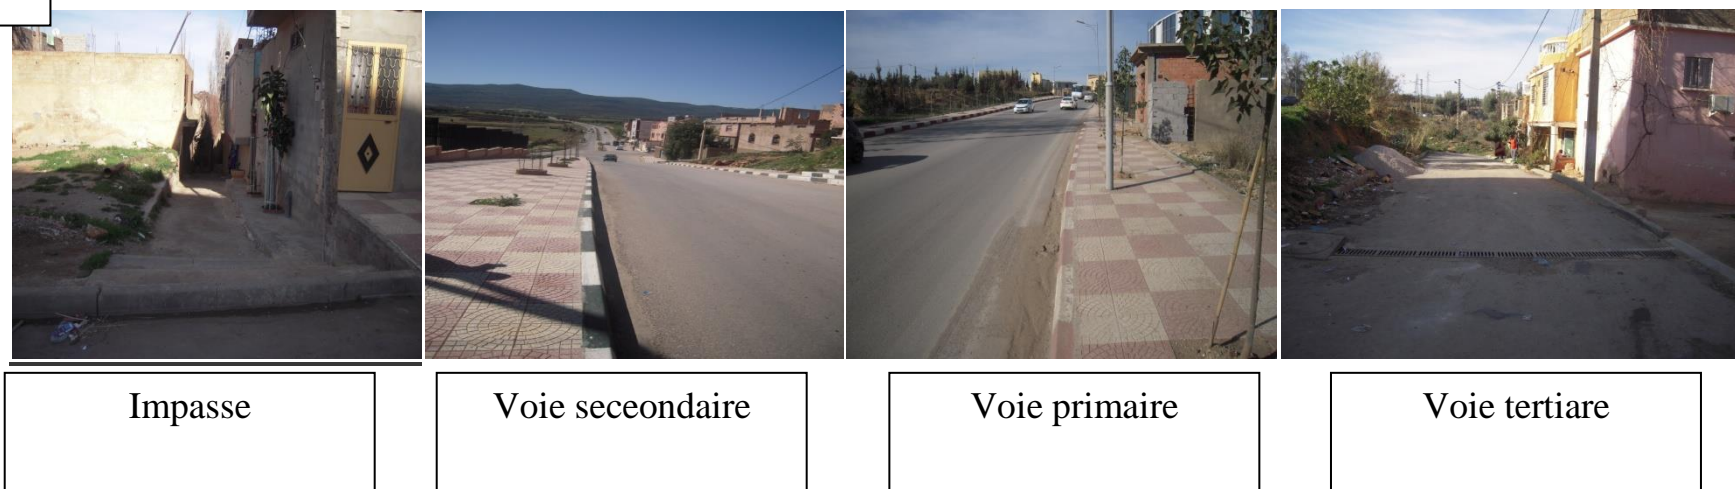 Impasse
Voie seceondaire
Voie primaire
Voie tertiare